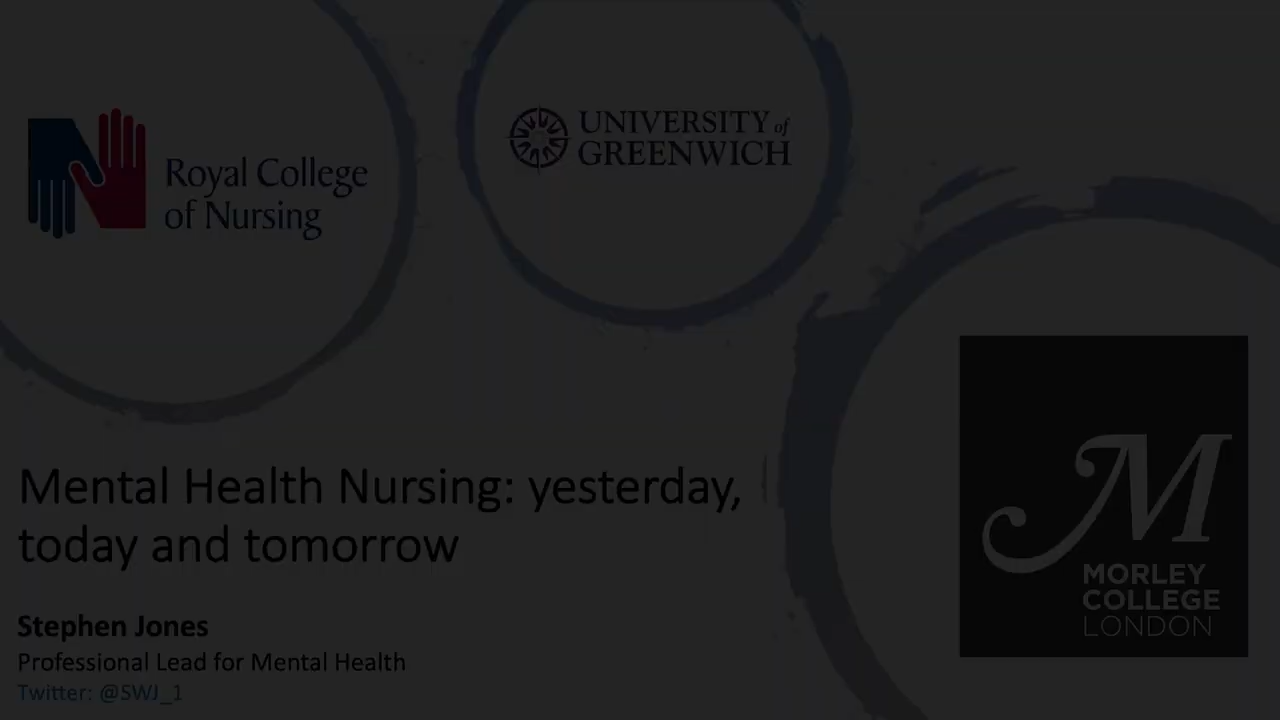 Royal College
of Nursing
UNIVERSITY of
GREENWICH
Mental Health Nursing: yesterday,
today and tomorrow
Stephen Jones
Professional Lead for Mental Health
Twitter: @SWJ_1
M
MORLEY
COLLEGE
LONDON